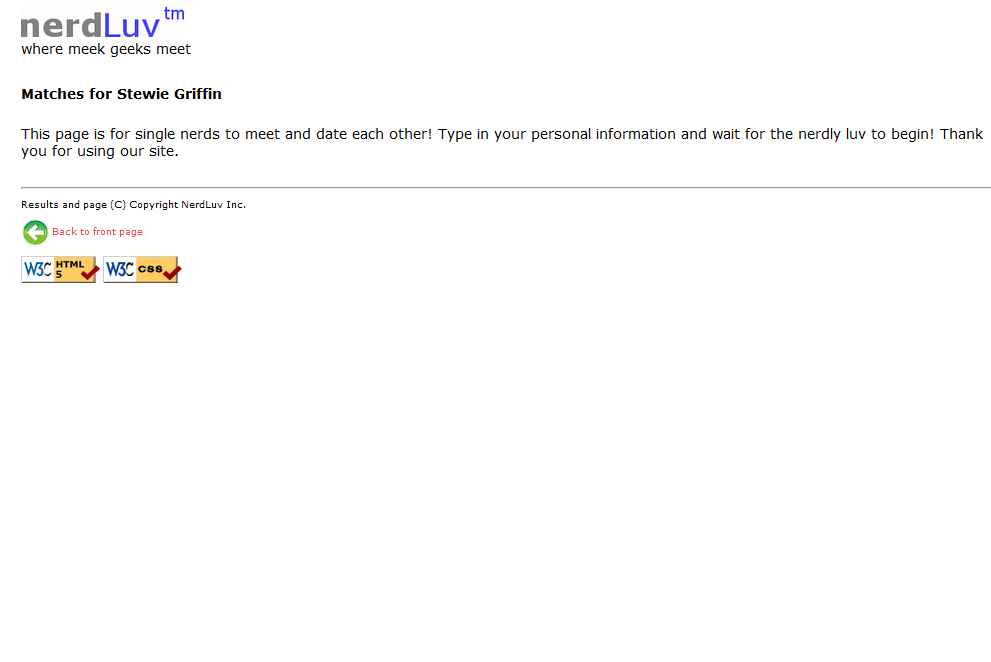 nerdLuv™
where meek geeks meet
Matches for Stewie Griffin
This page is for single nerds to meet and date each other! Type in your personal information and wait for the nerdly luv to begin! Thank
you for using our site.
Results and page (C) Copyright NerdLuv Inc.
Back to front page
W3C HTML 5 W3C css